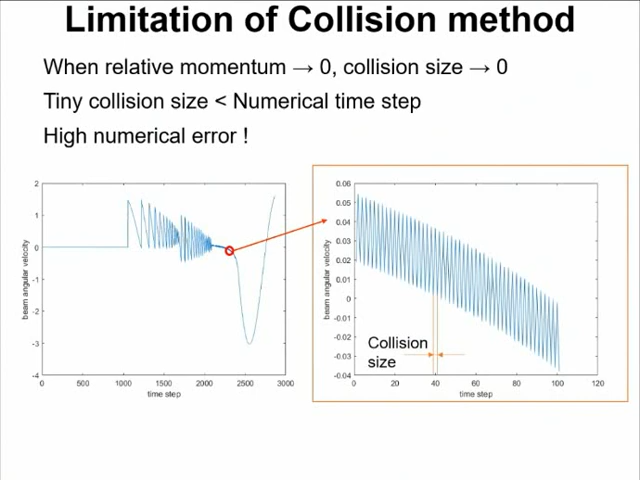 Limitation of Collision method
When relative momentum → 0, collision size → 0
Tiny collision size < Numerical time step
High numerical error !
2
1
0
-1
-2
-3
-4
beam angular velocity
0 500 1000 1500 2000 2500 3000
time step
0.06
0.05
0.04
0.03
0.02
0.01
0
-0.01
-0.02
-0.03
-0.04
beam angular velocity
Collision
size
0 20 40 60 80 100 120
time step